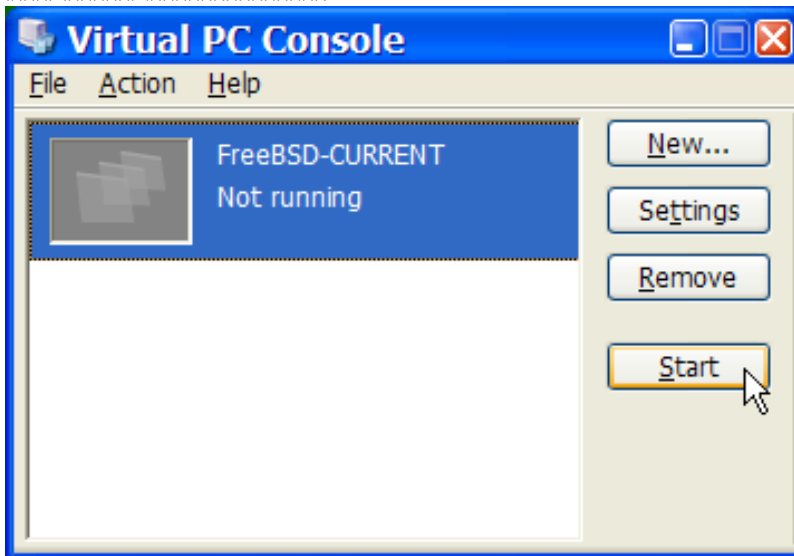 Virtual PC Console
File Action Help
FreeBSD-CURRENT
Not running
New...
Settings
Remove
Start